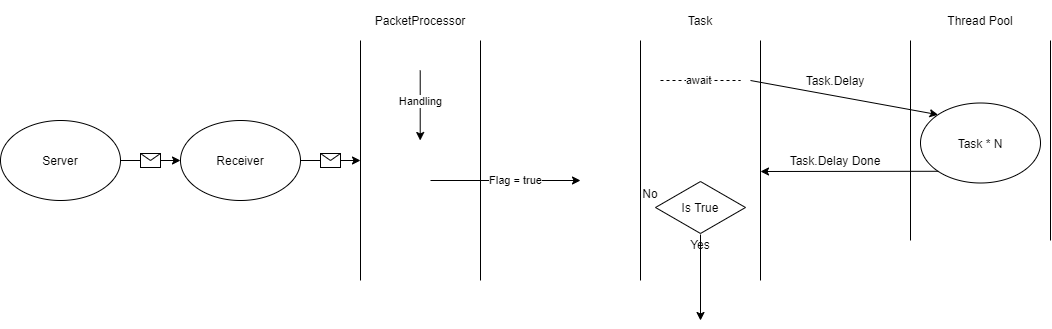 PacketProcessor
Task
Thread Pool
await
Task.Delay
Handling
Server
Receiver
Task * N
Task.Delay Done
Flag = true
No
Is True
Yes